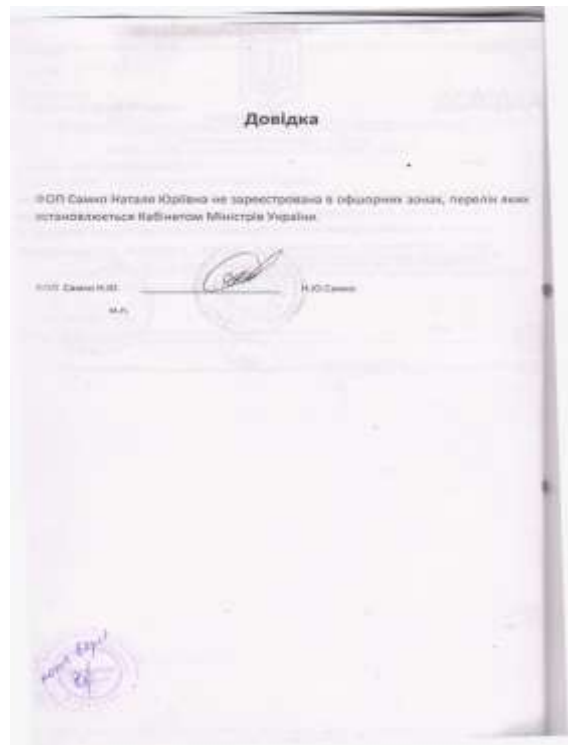 Довідка
ФОП Самко Наталя Юріївна не зареєстрована в офшорних зонах, перелік яких
встановлюється Кабінетом Міністрів України.
ФОП Самко Н.Ю. Н.Ю.Самко
м.п.